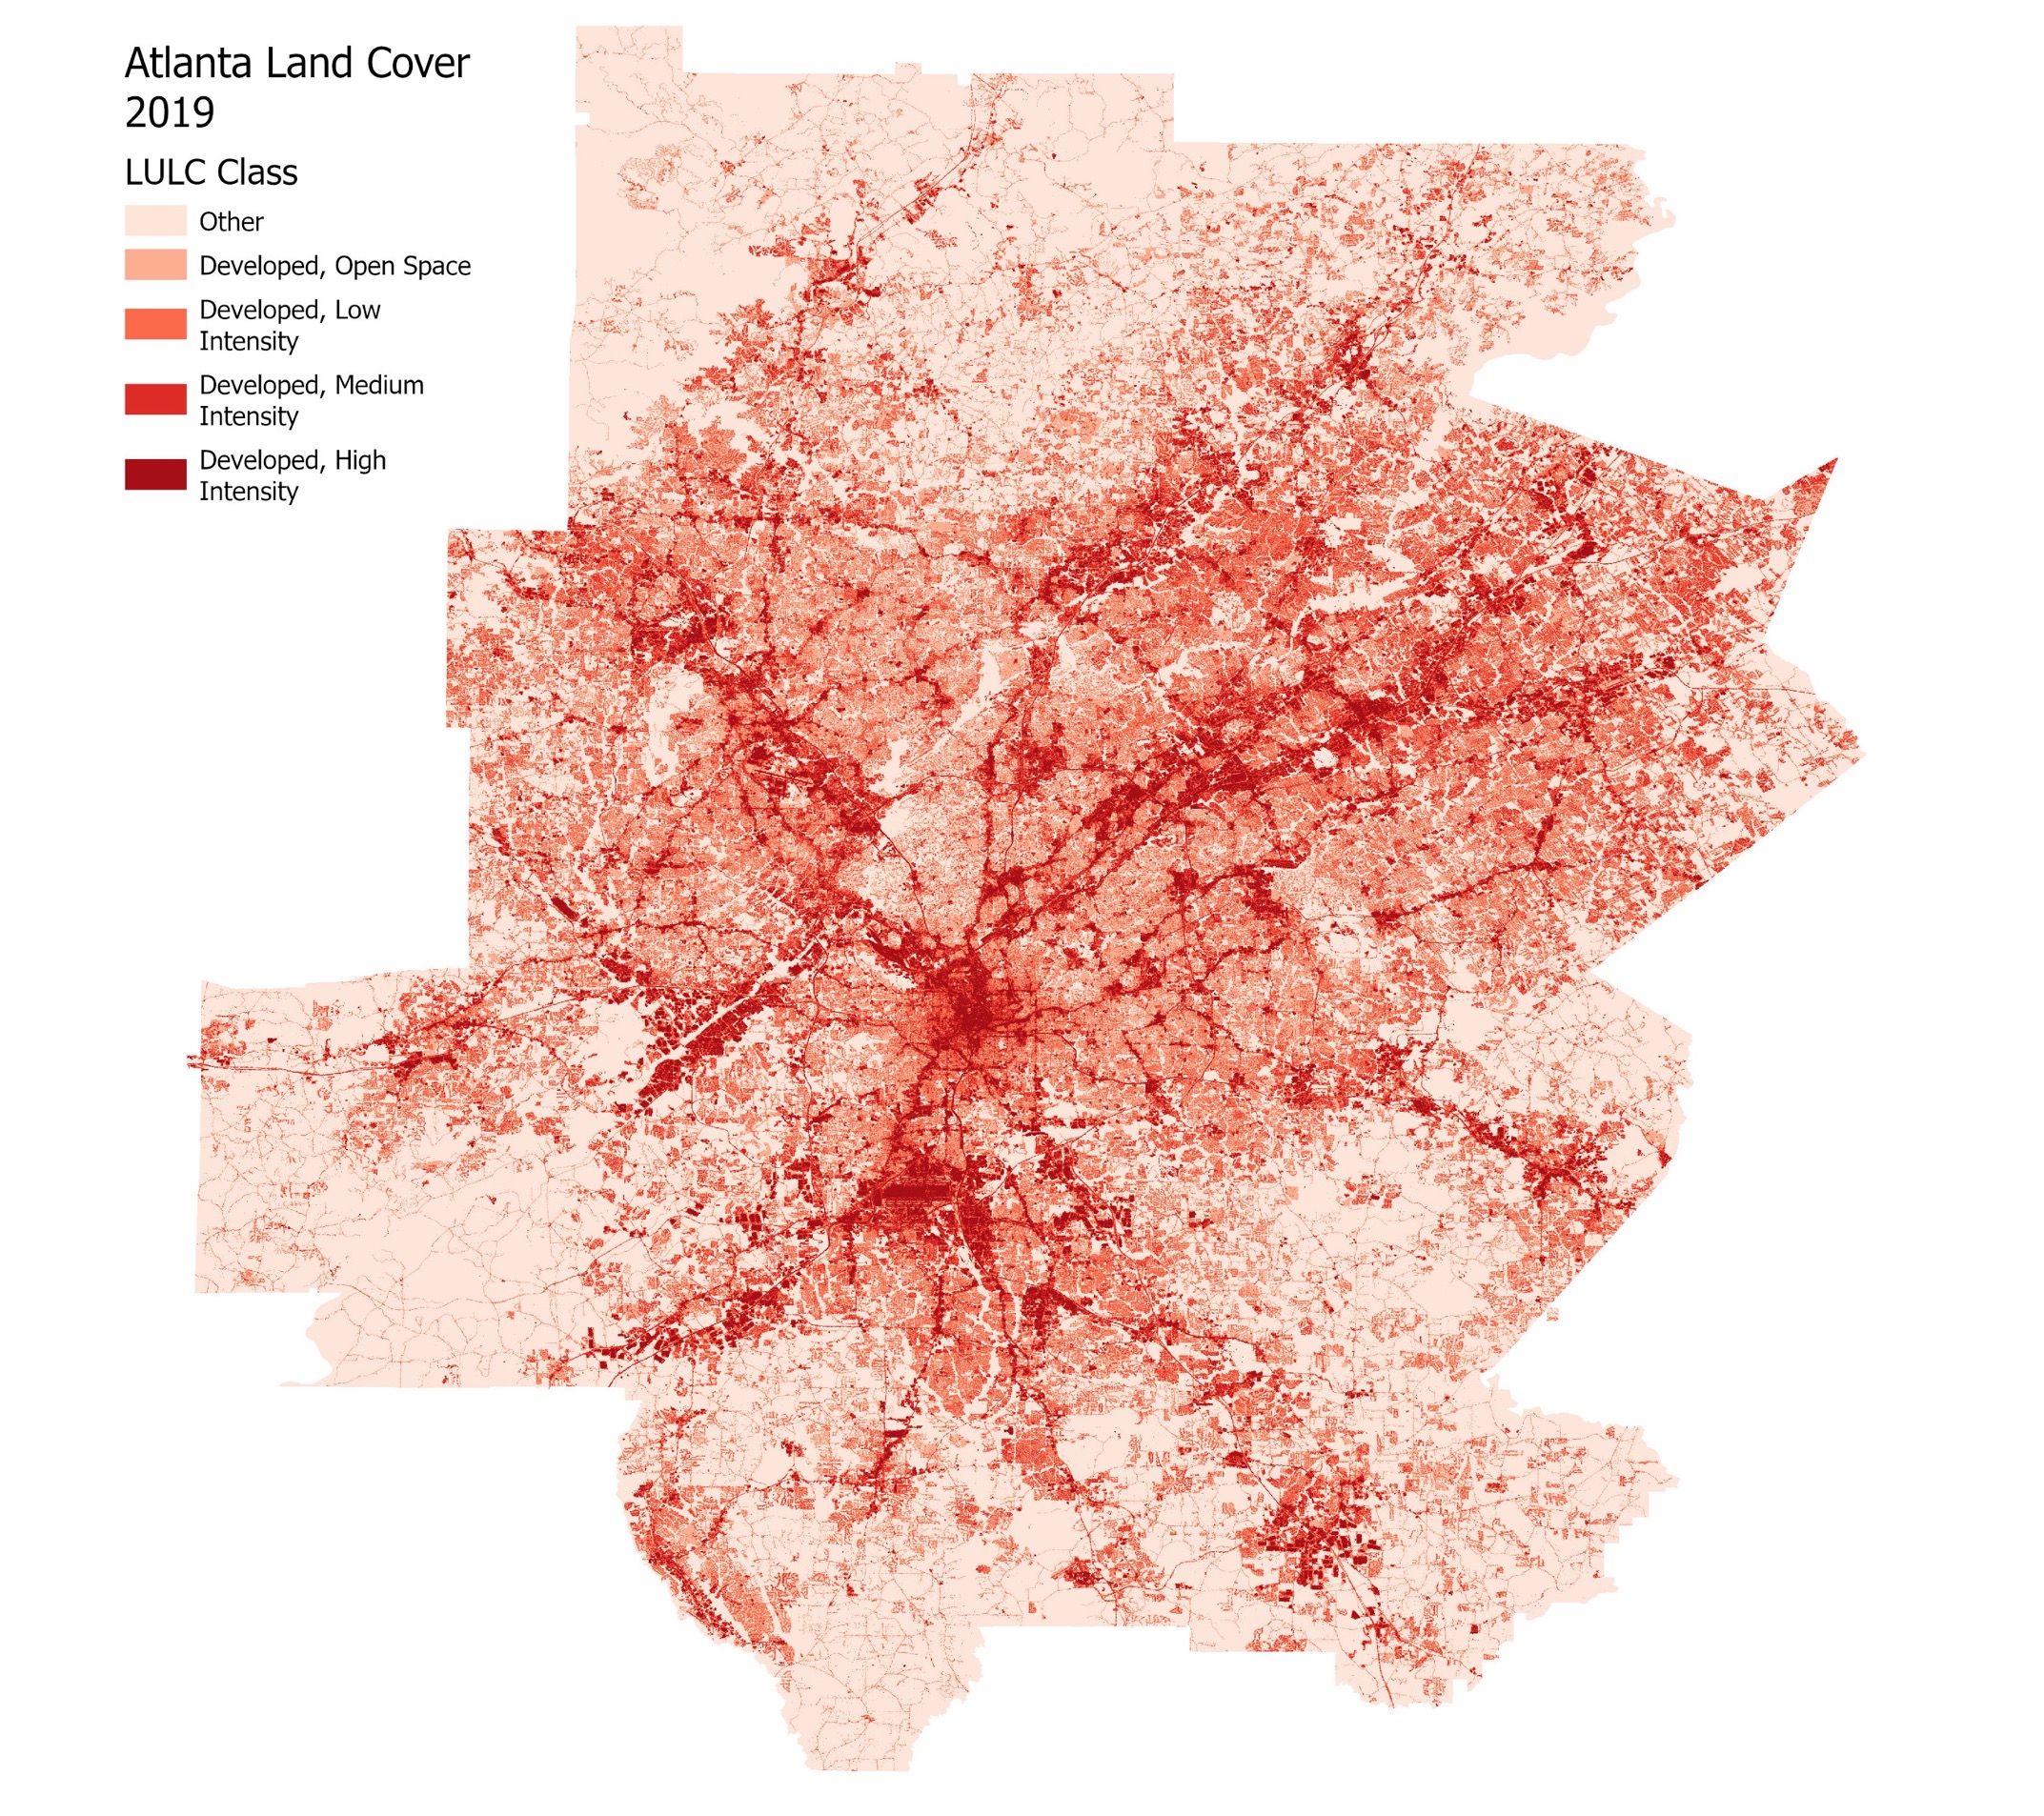 Atlanta Land Cover
2019
LULC Class
Other
Developed, Open Space
Developed, Low
Intensity
Developed, Medium
Intensity
Developed, High
Intensity